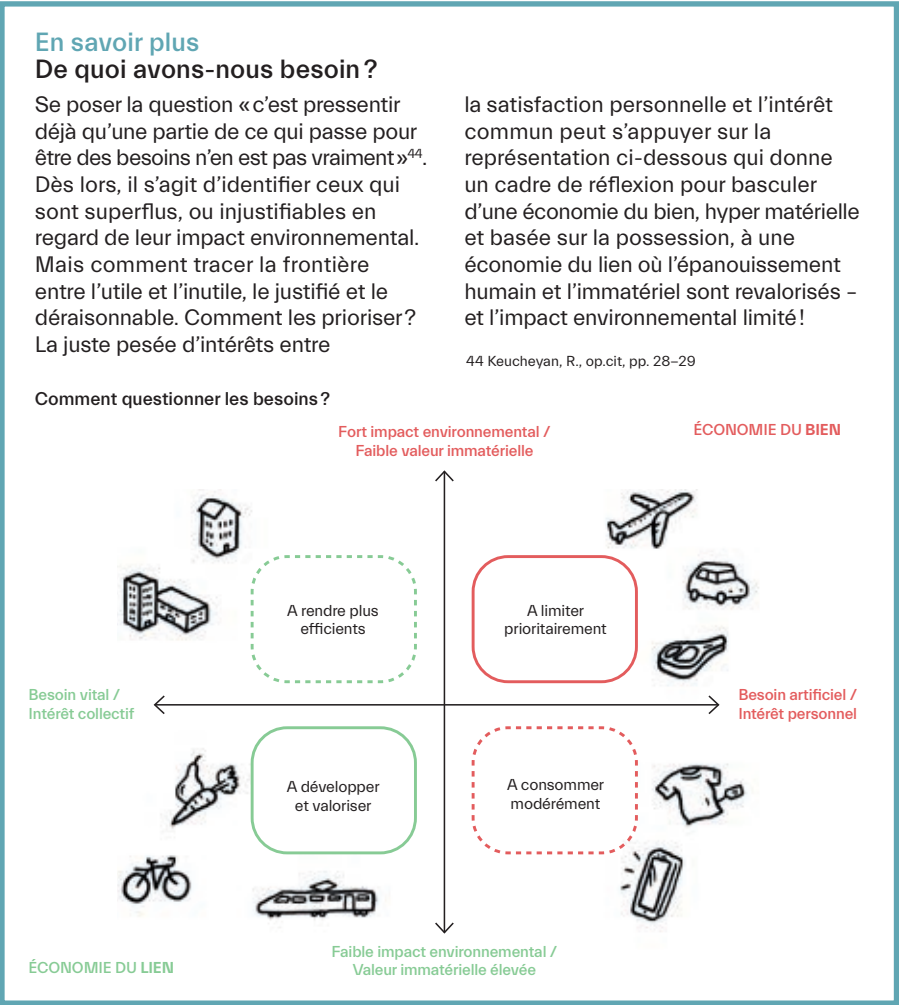 En savoir plus
De quoi avons-nous besoin ?
Se poser la question « c’est pressentir
déjà qu’une partie de ce qui passe pour
être des besoins n’en est pas vraiment »44.
Dès lors, il s’agit d’identifier ceux qui
sont superflus, ou injustifiables en
regard de leur impact environnemental.
Mais comment tracer la frontière
entre l’utile et l’inutile, le justifié et le
déraisonnable. Comment les prioriser ?
La juste pesée d’intérêts entre
la satisfaction personnelle et l’intérêt
commun peut s’appuyer sur la
représentation ci-dessous qui donne
un cadre de réflexion pour basculer
d’une économie du bien, hyper matérielle
et basée sur la possession, à une
économie du lien où l’épanouissement
humain et l’immatériel sont revalorisés –
et l’impact environnemental limité !
44 Keucheyan, R., op.cit, pp. 28–29
Comment questionner les besoins ?
Fort impact environnemental /
Faible valeur immatérielle
ÉCONOMIE DU BIEN
A rendre plus
efficients
A limiter
prioritairement
Besoin vital /
Intérêt collectif
Besoin artificiel /
Intérêt personnel
A développer
et valoriser
A consommer
modérément
Faible impact environnemental /
Valeur immatérielle élevée
ÉCONOMIE DU LIEN